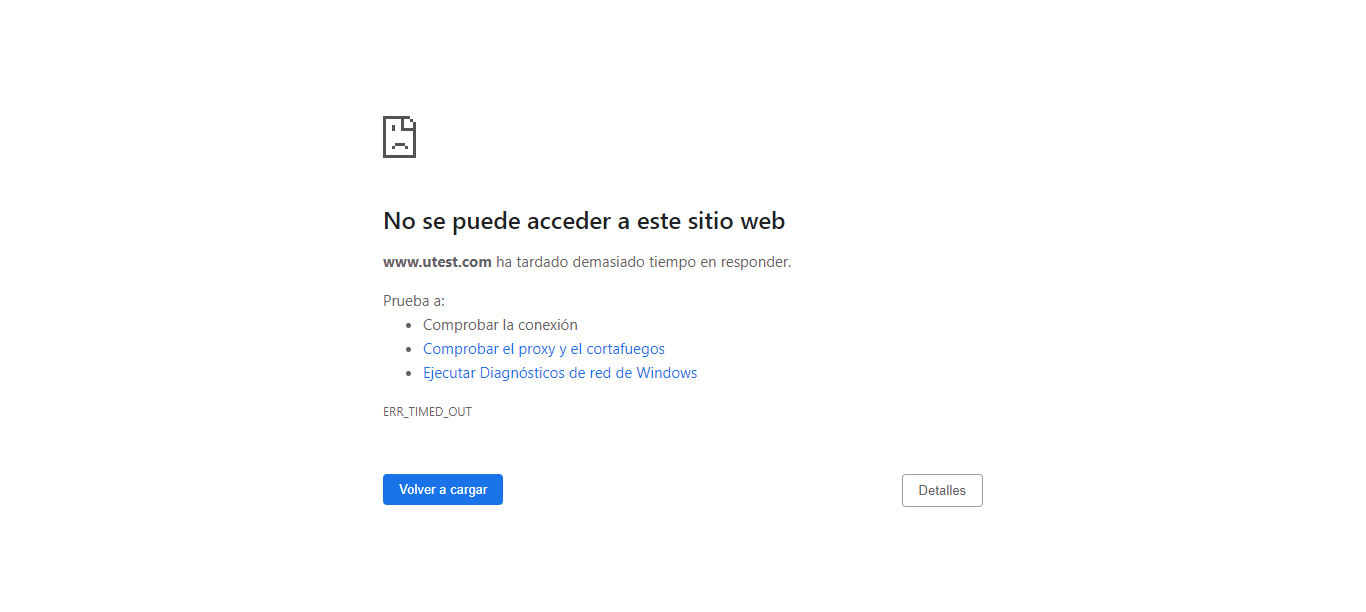 No se puede acceder a este sitio web
www.utest.com ha tardado demasiado tiempo en responder.
Prueba a:
Comprobar la conexión
Comprobar el proxy y el cortafuegos
Ejecutar Diagnósticos de red de Windows
ERR_TIMED_OUT
Volver a cargar
Detalles